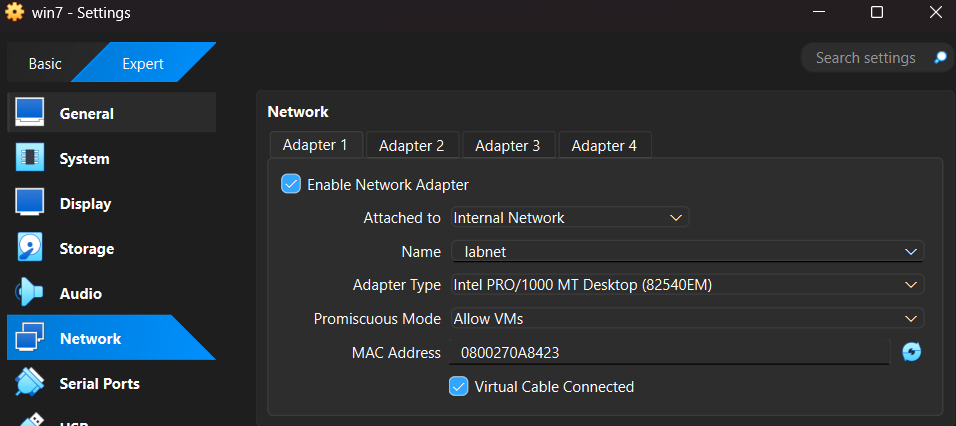 win7 - Settings
Basic Expert
Search settings
General
System
Display
Storage
Audio
Network
Serial Ports
Network
Adapter 1 Adapter 2 Adapter 3 Adapter 4
Enable Network Adapter
Attached to Internal Network
Name labnet
Adapter Type Intel PRO/1000 MT Desktop (82540EM)
Promiscuous Mode Allow VMs
MAC Address 0800270A8423
Virtual Cable Connected